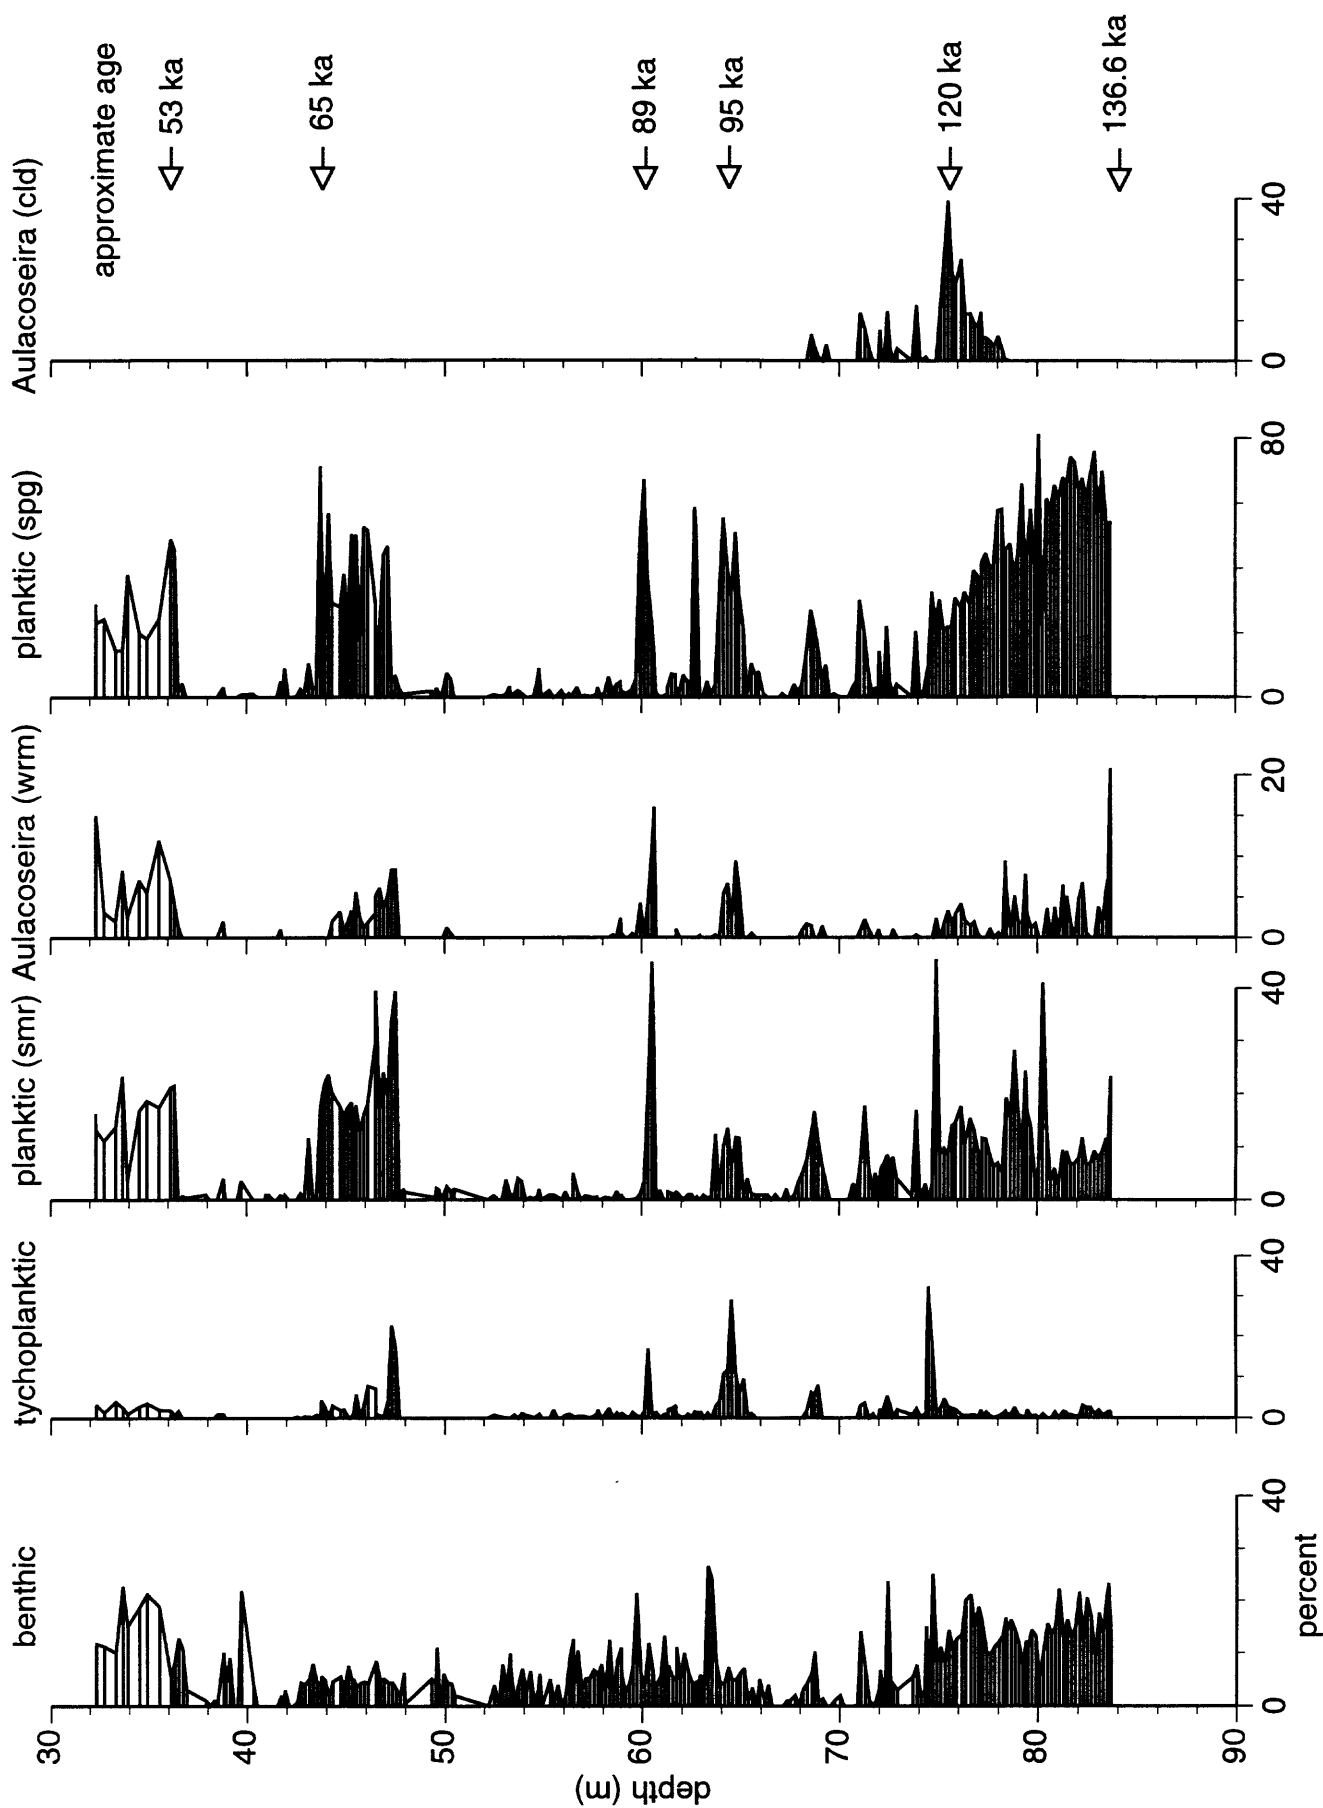 benthic
tychoplanktic
planktic (smr)
Aulacoseira (wrm)
planktic (spg)
Aulacoseira (cld)
approximate age
53 ka
65 ka
89 ka
95 ka
120 ka
136.6 ka
depth (m)
30
40
50
60
70
80
90
0
40
0
40
0
40
0
20
0
80
0
40
percent